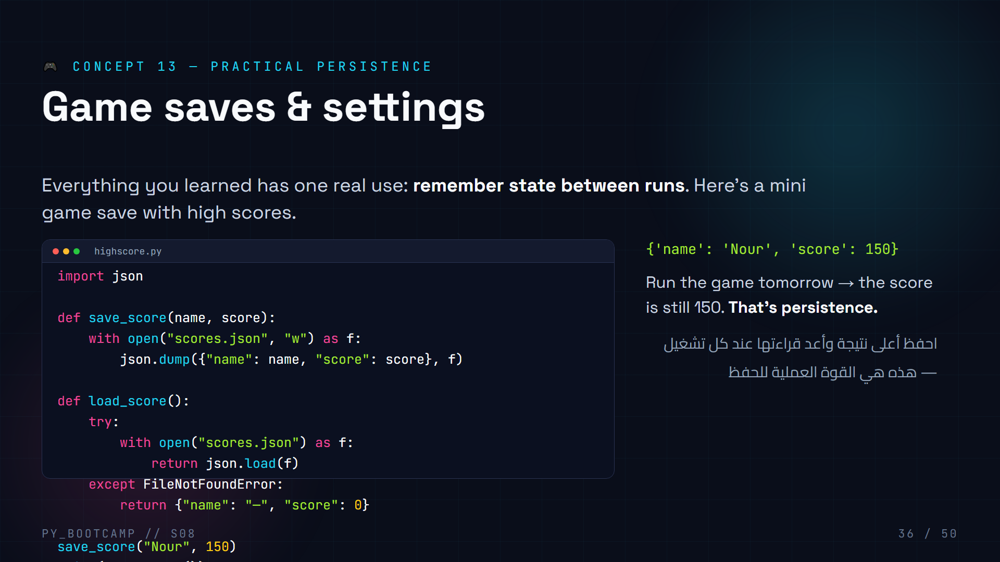 🎮 CONCEPT 13 — PRACTICAL PERSISTENCE
Game saves & settings
Everything you learned has one real use: remember state between runs. Here's a mini
game save with high scores.
highscore.py
import json
def save_score(name, score):
    with open("scores.json", "w") as f:
        json.dump({"name": name, "score": score}, f)
def load_score():
    try:
        with open("scores.json") as f:
            return json.load(f)
    except FileNotFoundError:
        return {"name": "—", "score": 0}
save_score("Nour", 150)
{'name': 'Nour', 'score': 150}
Run the game tomorrow → the score
is still 150. That's persistence.
احفظ أعلى نتيجة وأعد قراءتها عند كل تشغيل
— هذه هي القوة العملية للحفظ
PY_BOOTCAMP // S08
36 / 50